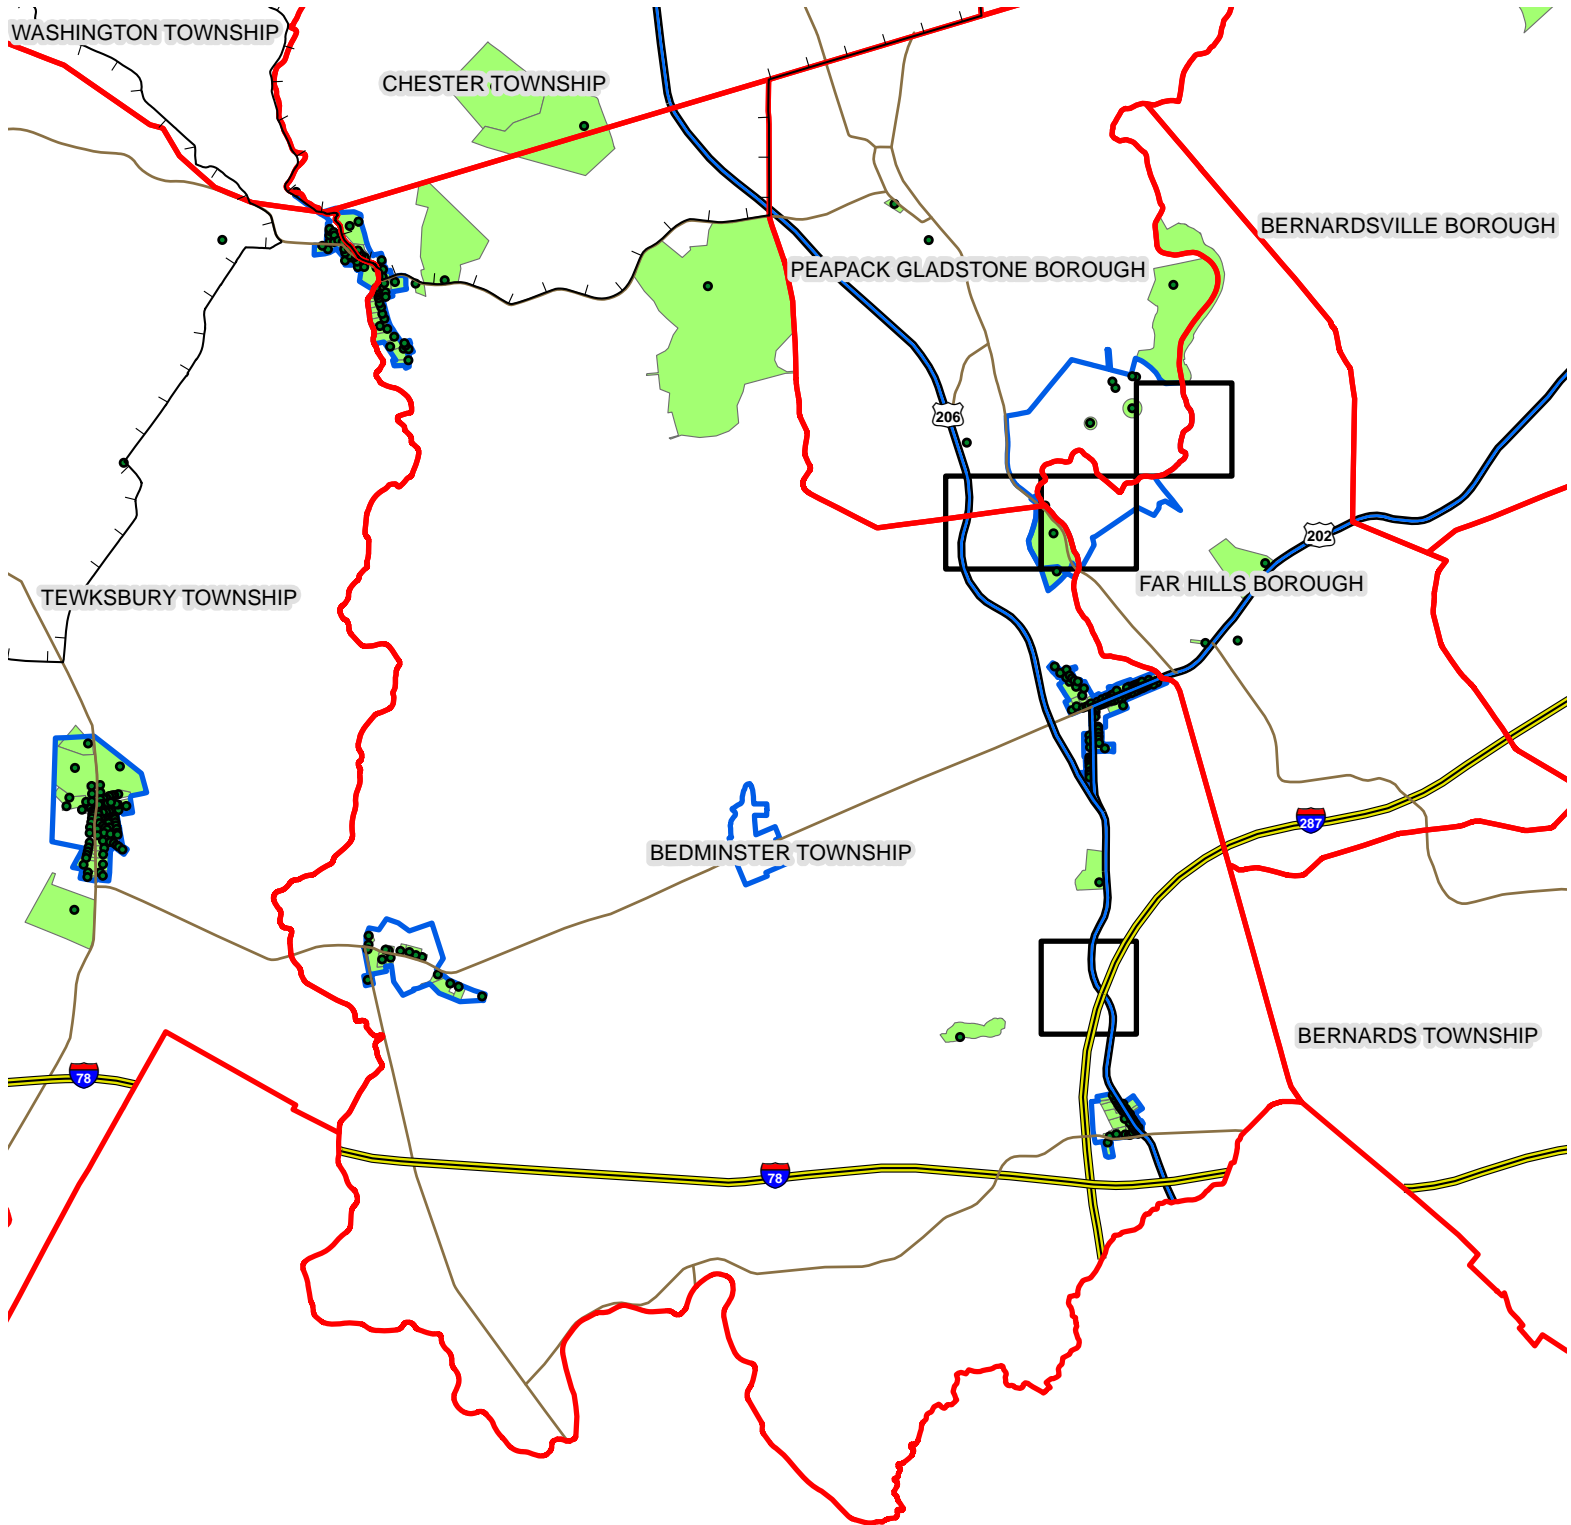 WASHINGTON TOWNSHIP
CHESTER TOWNSHIP
BERNARDSVILLE BOROUGH
PEAPACK GLADSTONE BOROUGH
206
202
FAR HILLS BOROUGH
TEWKSBURY TOWNSHIP
287
BEDMINSTER TOWNSHIP
BERNARDS TOWNSHIP
78
78